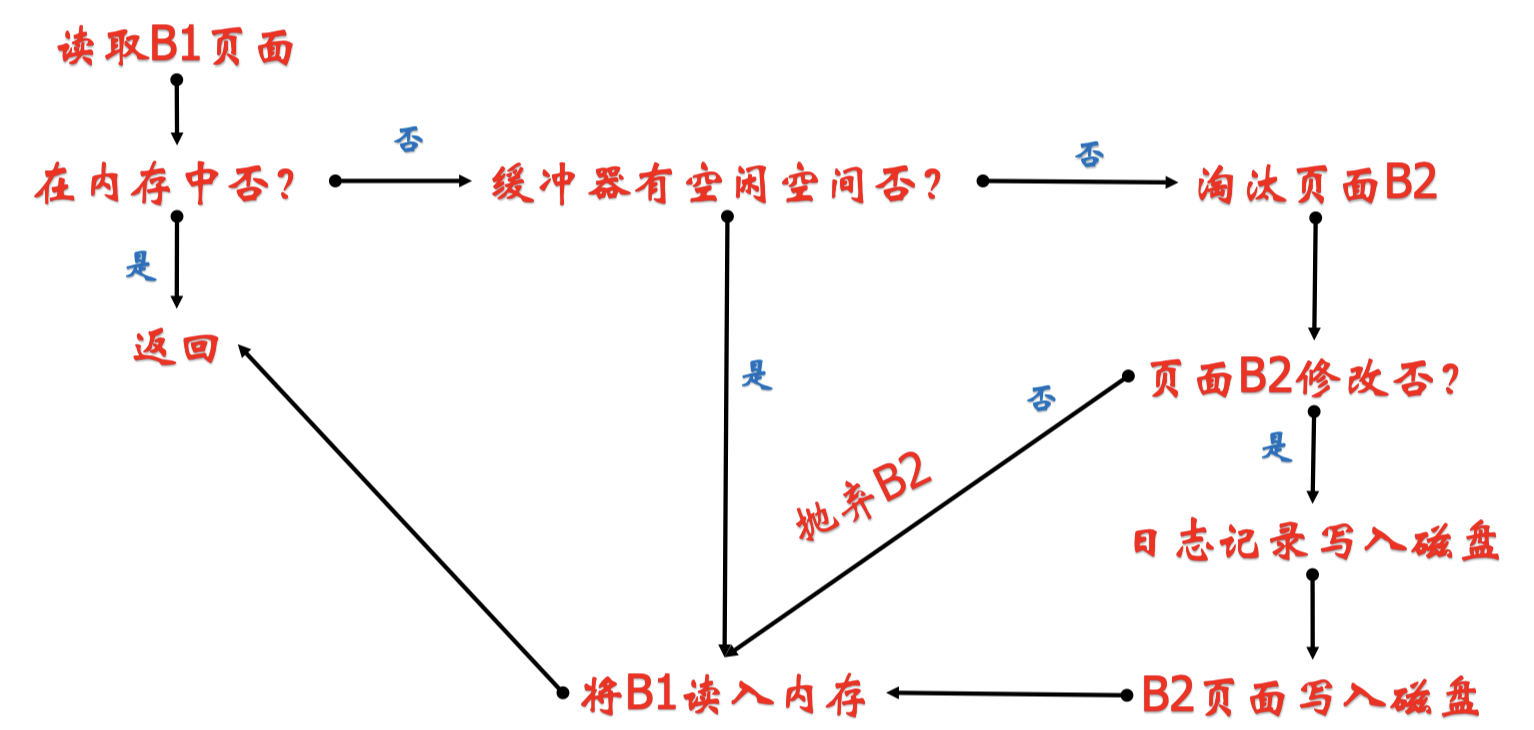 读取B1页面
否
否
在内存中否？
缓冲器有空闲空间否？
淘汰页面B2
是
返回
是
页面B2修改否？
否
是
抛弃B2
日志记录写入磁盘
将B1读入内存
B2页面写入磁盘